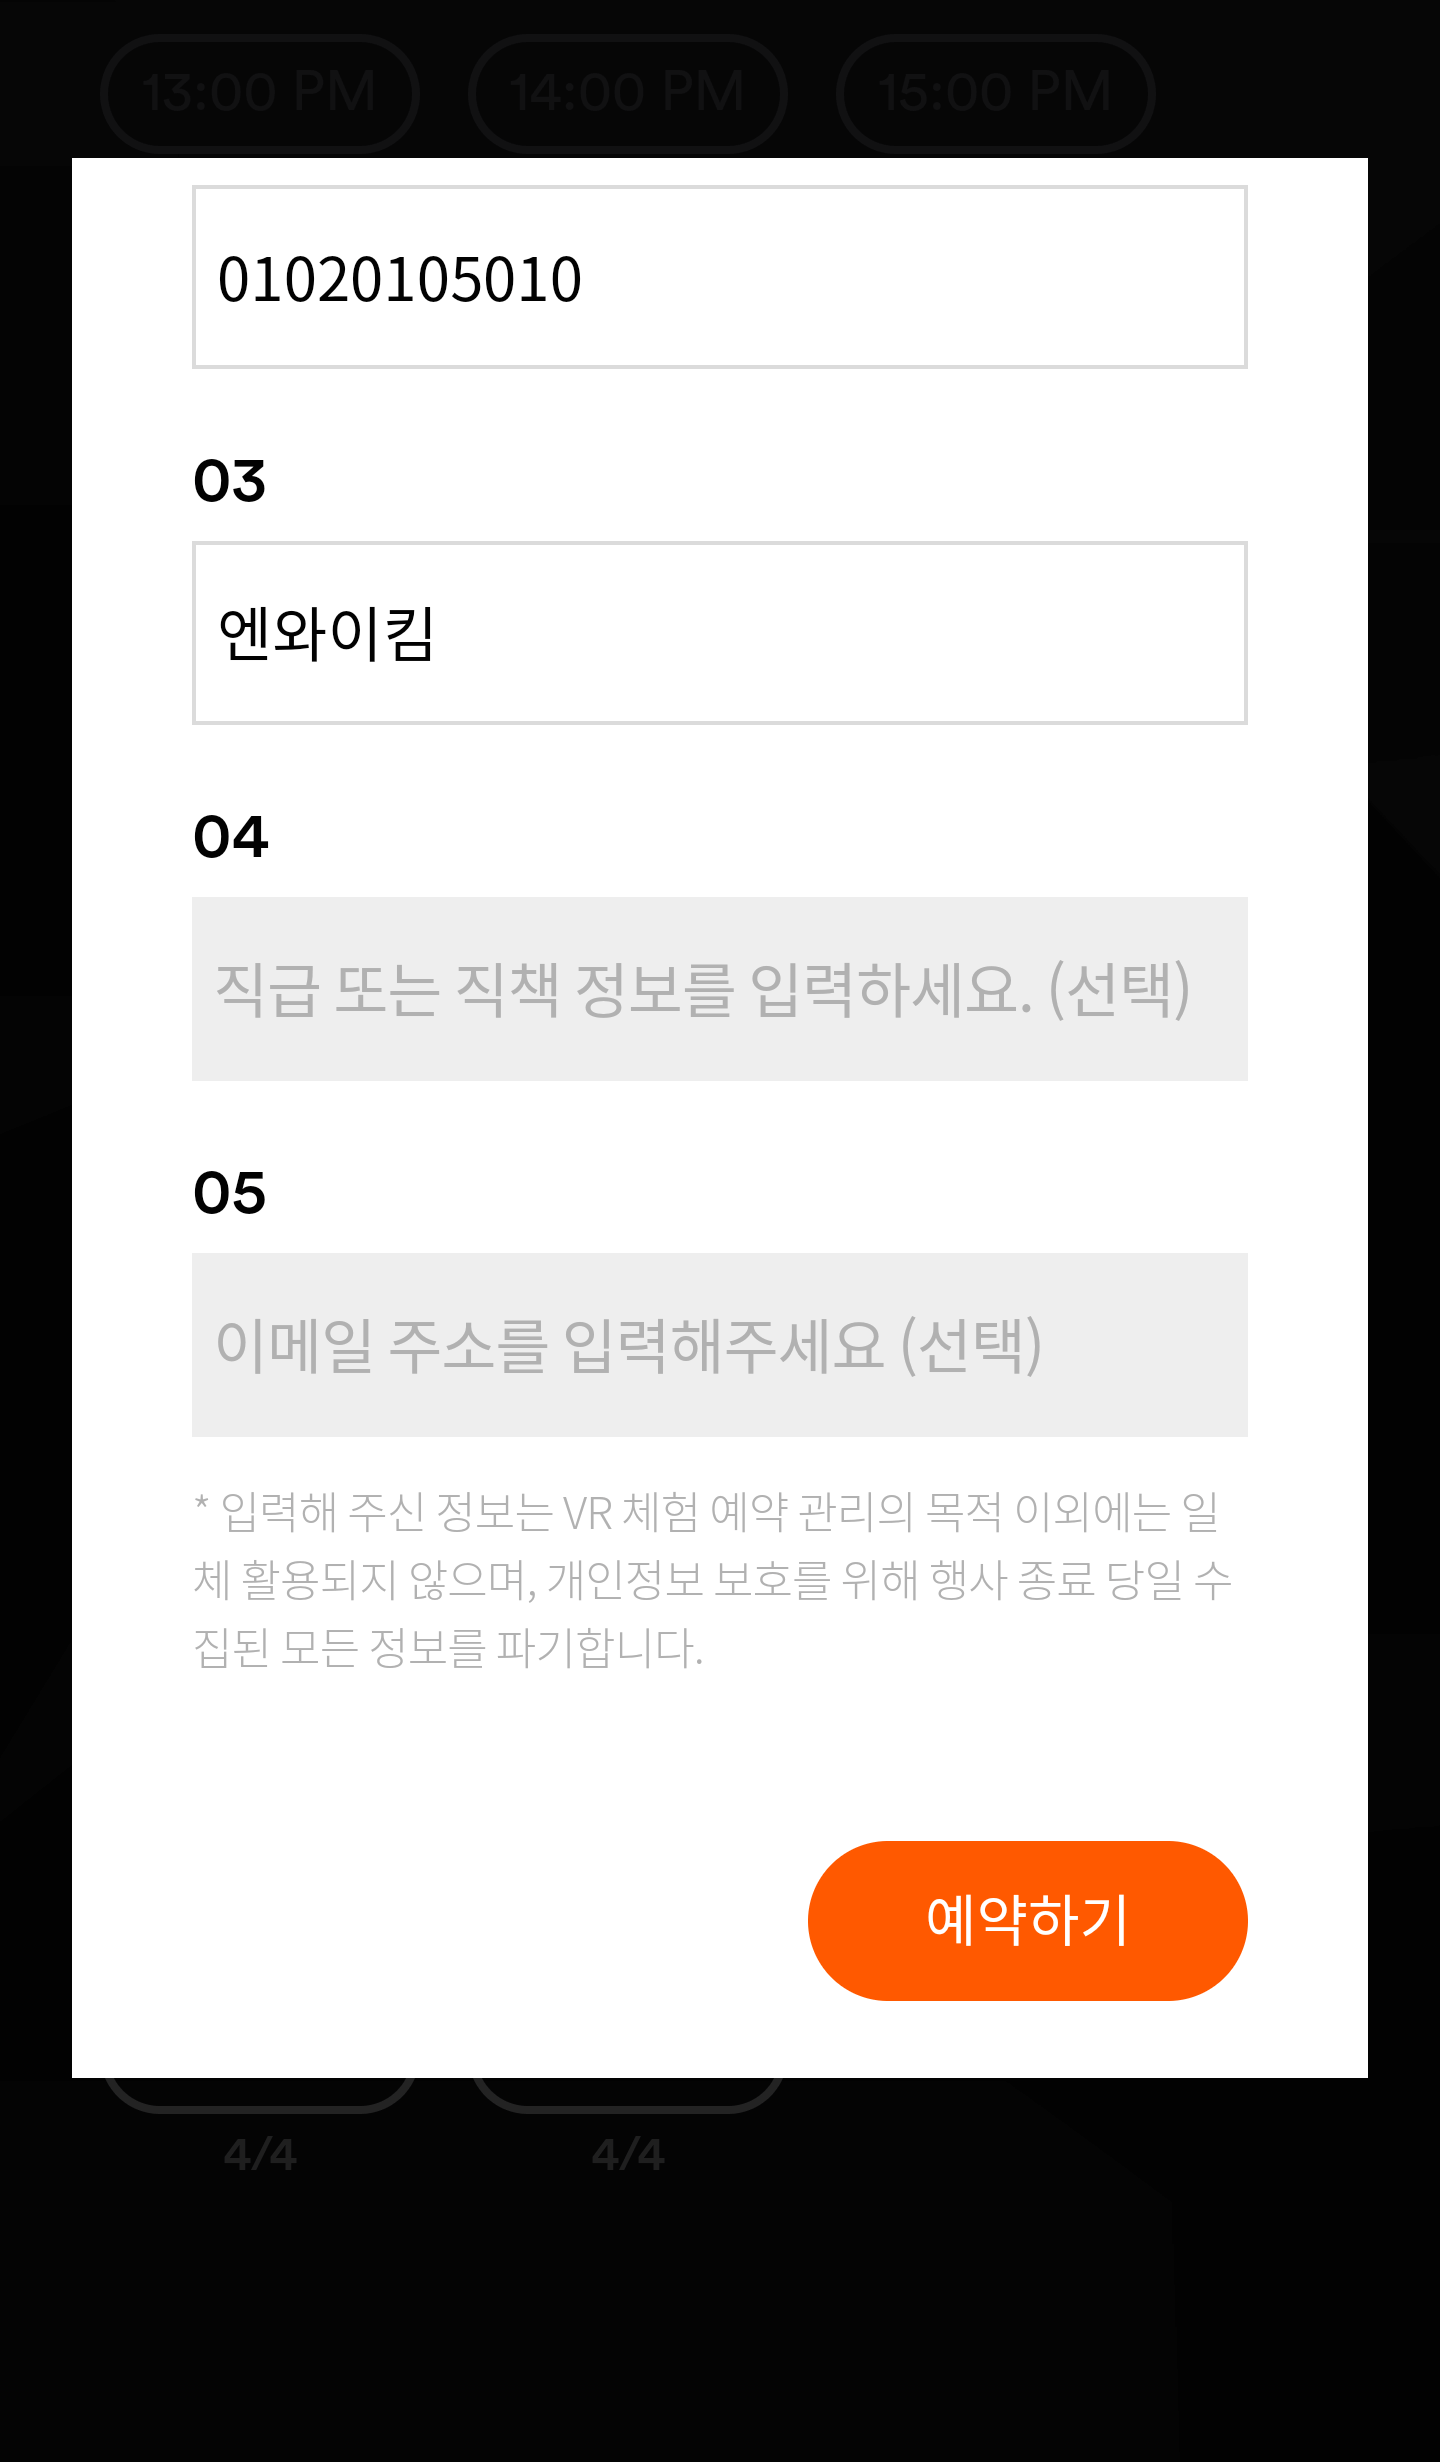 13:00 PM 14:00 PM 15:00 PM
01020105010
03
엔와이킴
04
직급 또는 직책 정보를 입력하세요. (선택)
05
이메일 주소를 입력해주세요 (선택)
* 입력해 주신 정보는 VR 체험 예약 관리의 목적 이외에는 일
체 활용되지 않으며, 개인정보 보호를 위해 행사 종료 당일 수
집된 모든 정보를 파기합니다.
예약하기
4/4 4/4